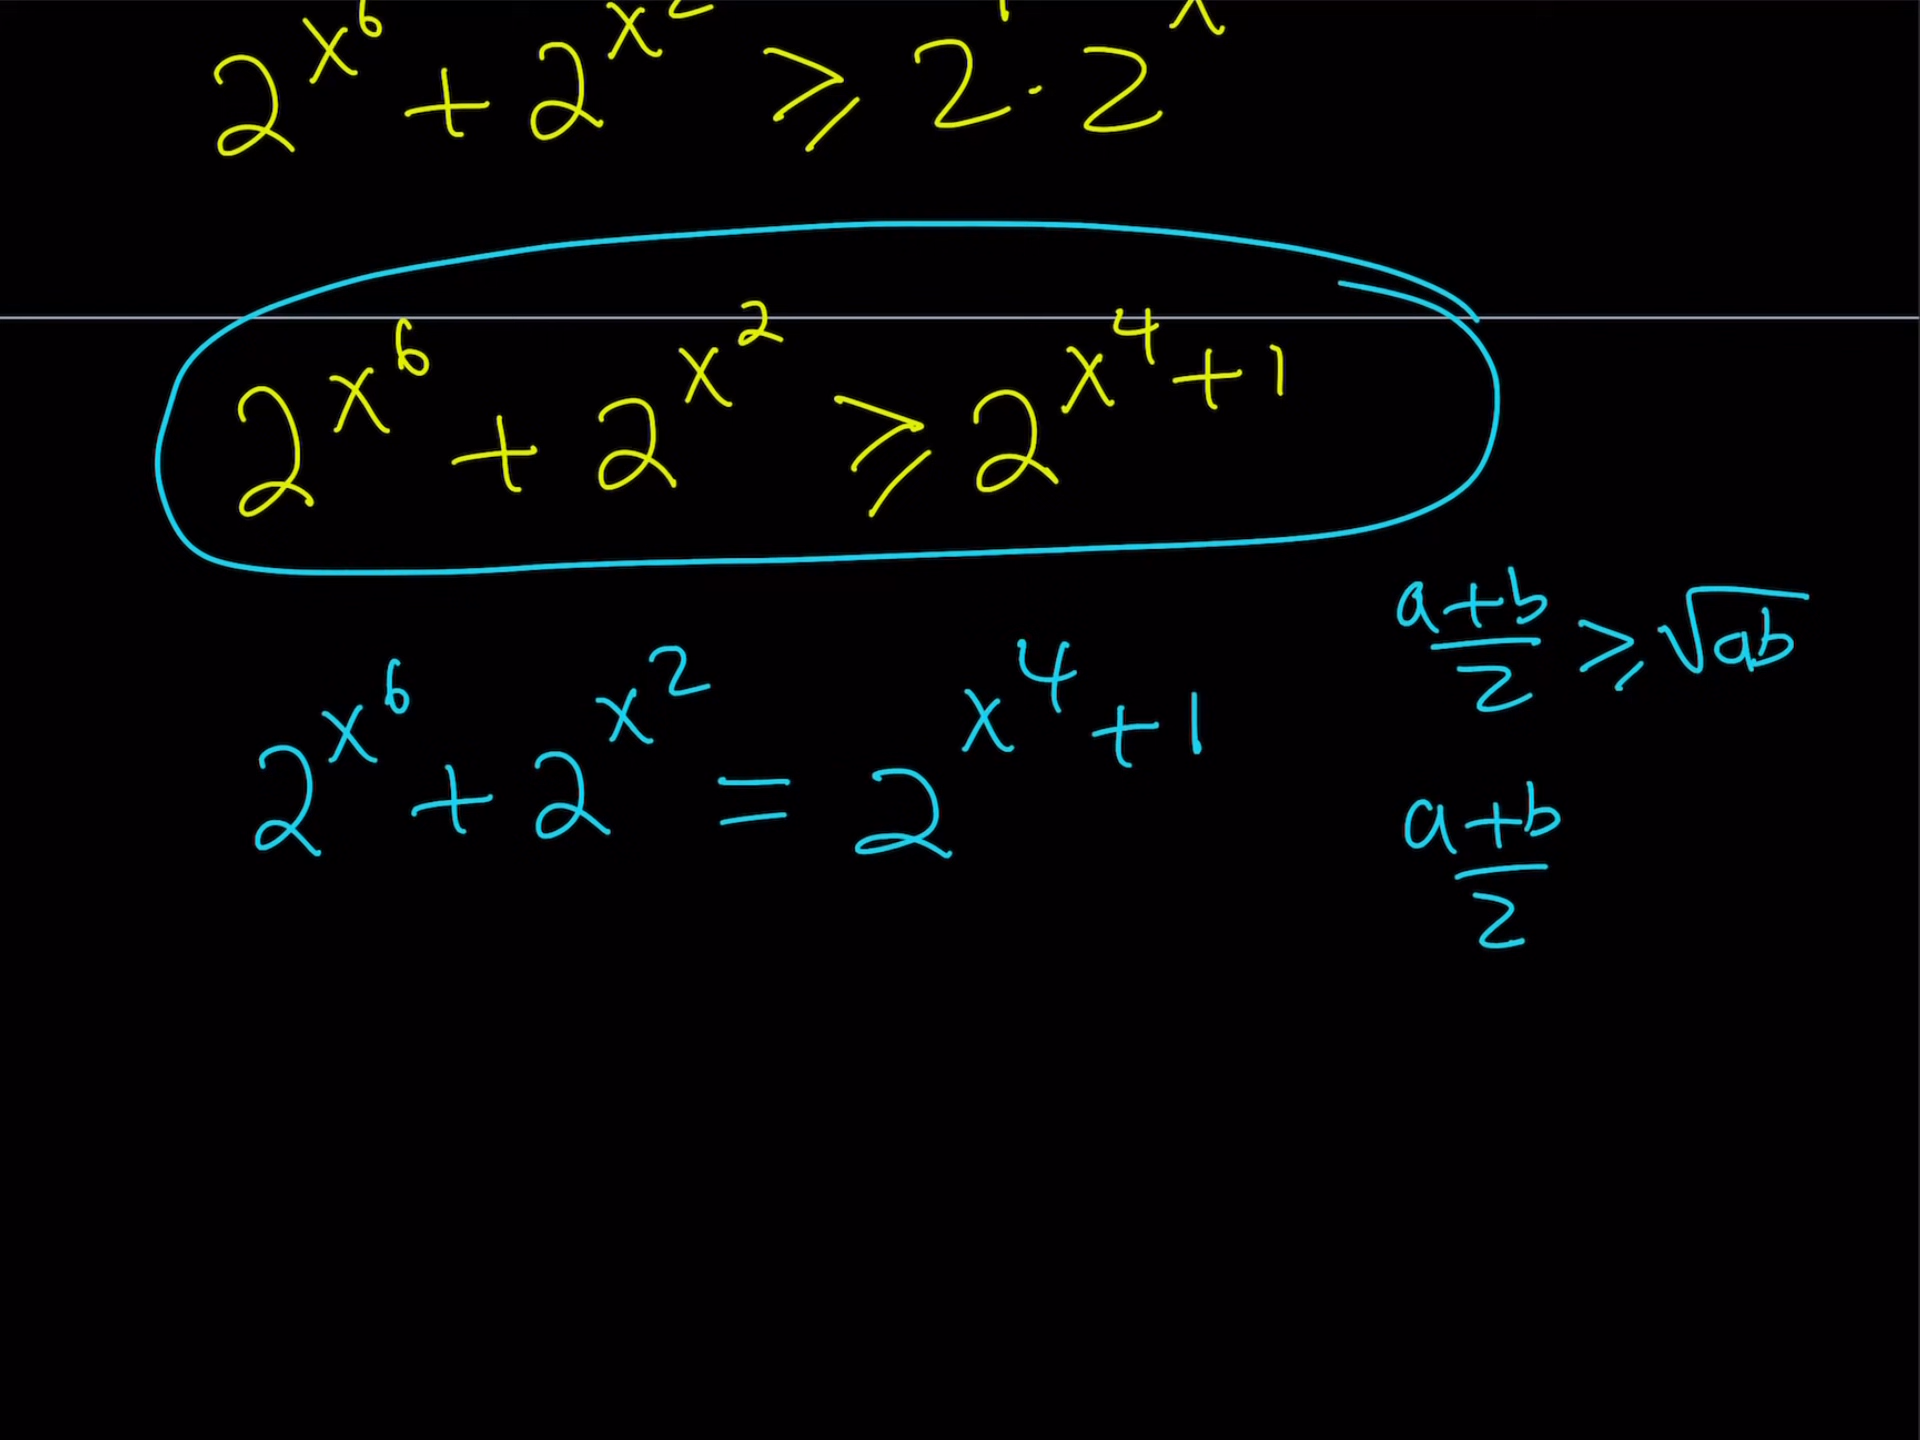 2^{x^6} + 2^{x^2} ≥ 2 · 2^x
2^{x^6} + 2^{x^2} ≥ 2^{x^4+1}
(a+b)/2 ≥ √(ab)
2^{x^6} + 2^{x^2} = 2^{x^4+1}
(a+b)/2